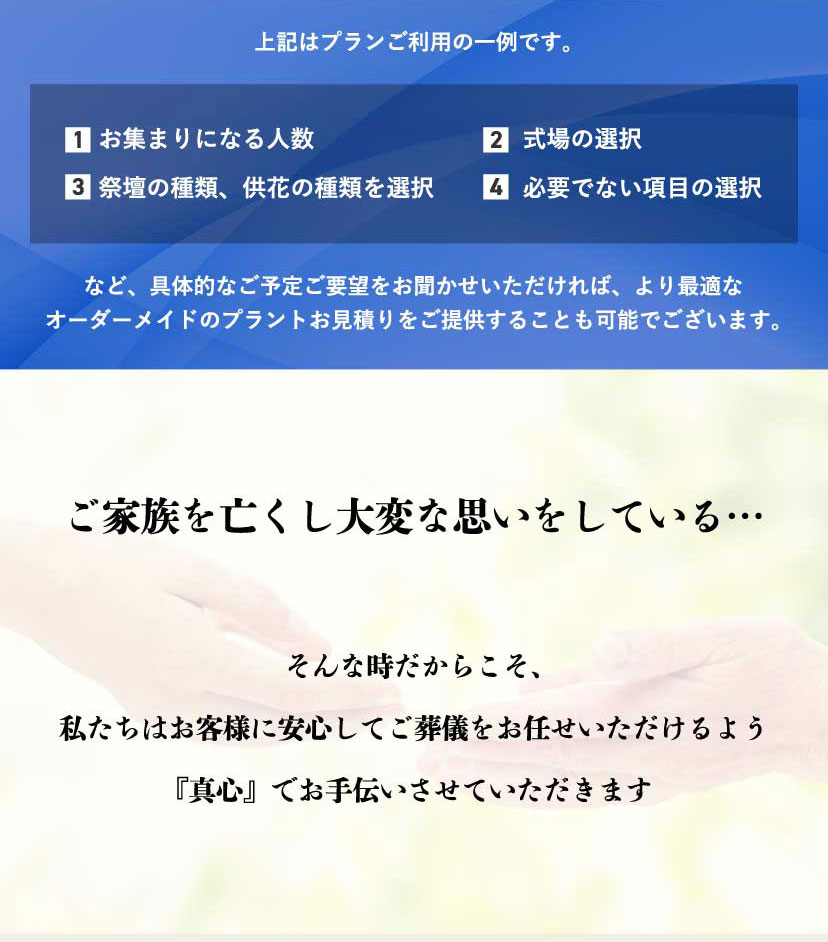 上記はプランご利用の一例です。
1 お集まりになる人数
2 式場の選択
3 祭壇の種類、供花の種類を選択
4 必要でない項目の選択
など、具体的なご予定ご要望をお聞かせいただければ、より最適な
オーダーメイドのプラントお見積りをご提供することも可能でございます。
ご家族を亡くし大変な思いをしている…
そんな時だからこそ、
私たちはお客様に安心してご葬儀をお任せいただけるよう
『真心』でお手伝いさせていただきます